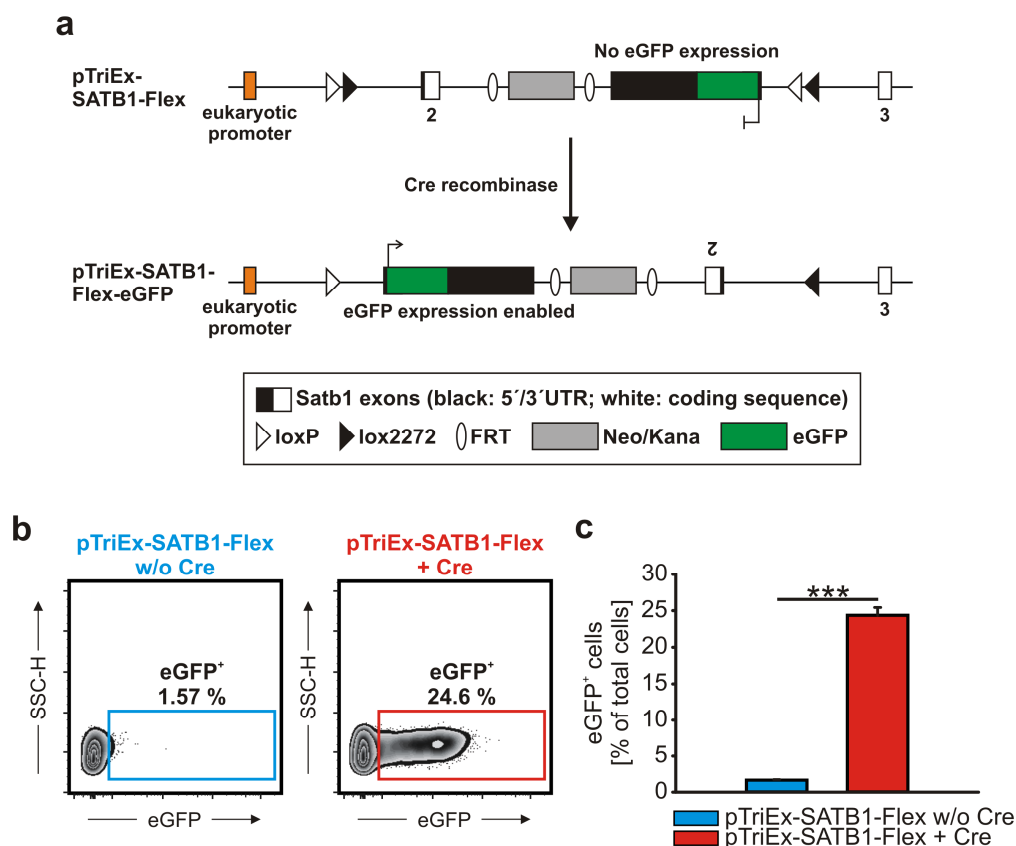 a
No eGFP expression
pTriEx-
SATB1-Flex
eukaryotic
promoter
2
3
Cre recombinase
2
pTriEx-SATB1-
Flex-eGFP
eukaryotic
promoter
eGFP expression enabled
3
Satb1 exons (black: 5´/3´UTR; white: coding sequence)
loxP lox2272 FRT Neo/Kana eGFP
b
pTriEx-SATB1-Flex
w/o Cre
SSC-H
eGFP+
1.57 %
eGFP
pTriEx-SATB1-Flex
+ Cre
SSC-H
eGFP+
24.6 %
eGFP
c
eGFP+ cells
[% of total cells]
30
25
20
15
10
5
0
***
pTriEx-SATB1-Flex w/o Cre
pTriEx-SATB1-Flex + Cre